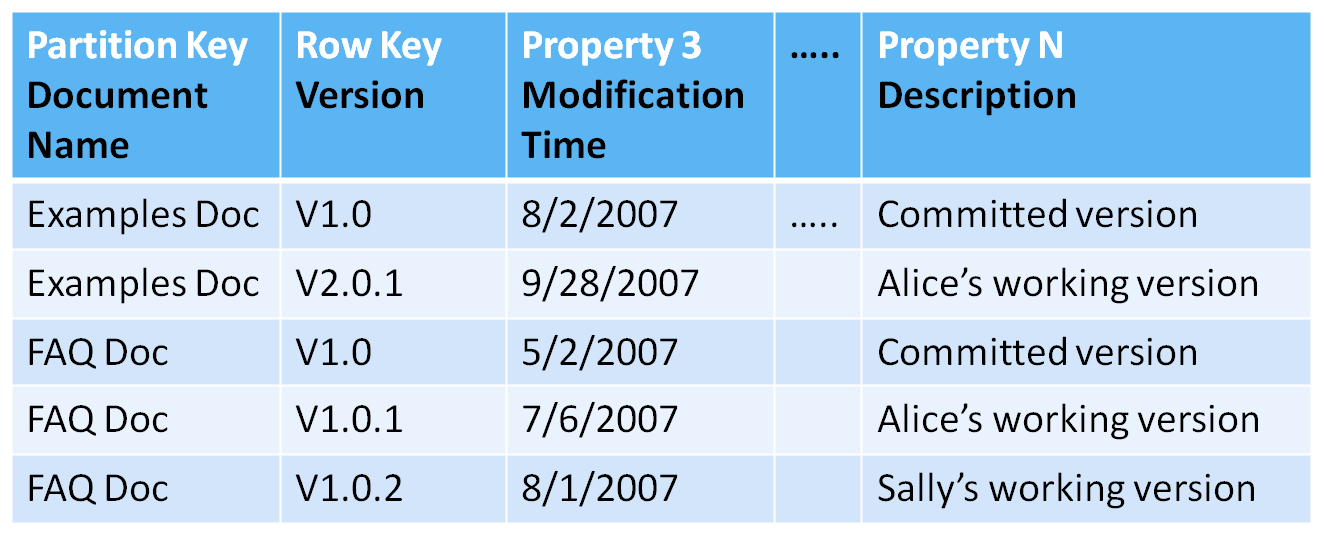 Partition Key Row Key Property 3 ..... Property N
Document Version Modification Description
Name Time
Examples Doc V1.0 8/2/2007 ..... Committed version
Examples Doc V2.0.1 9/28/2007 Alice’s working version
FAQ Doc V1.0 5/2/2007 Committed version
FAQ Doc V1.0.1 7/6/2007 Alice’s working version
FAQ Doc V1.0.2 8/1/2007 Sally’s working version